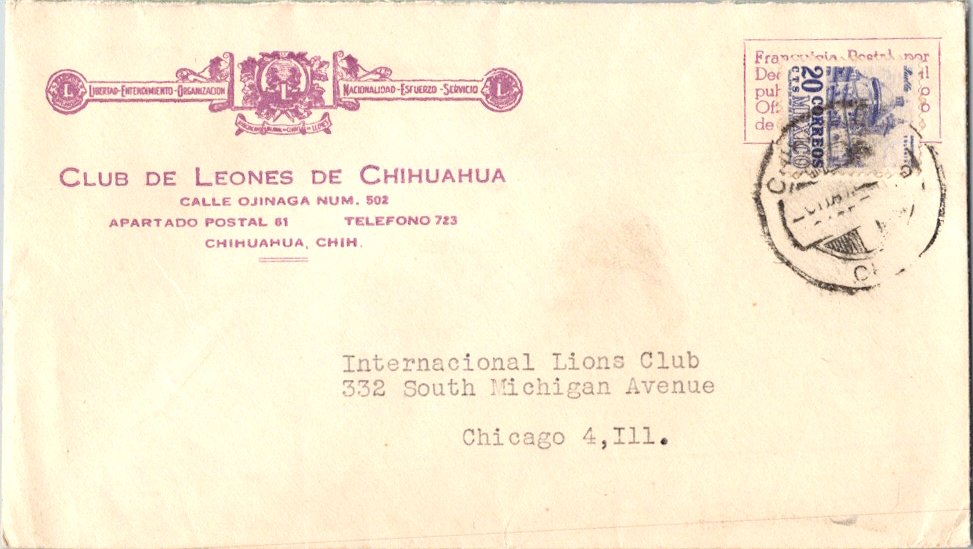 LIBERTAD-ENTENDIMIENTO-ORGANIZACION
NACIONALIDAD-ESFUERZO-SERVICIO
CLUB DE LEONES DE CHIHUAHUA
CALLE OJINAGA NUM. 502
APARTADO POSTAL 61 TELEFONO 723
CHIHUAHUA, CHIH.
Franquicia Postal por
20 CORREOS
CTS MEXICO
Internacional Lions Club
332 South Michigan Avenue
Chicago 4,Ill.